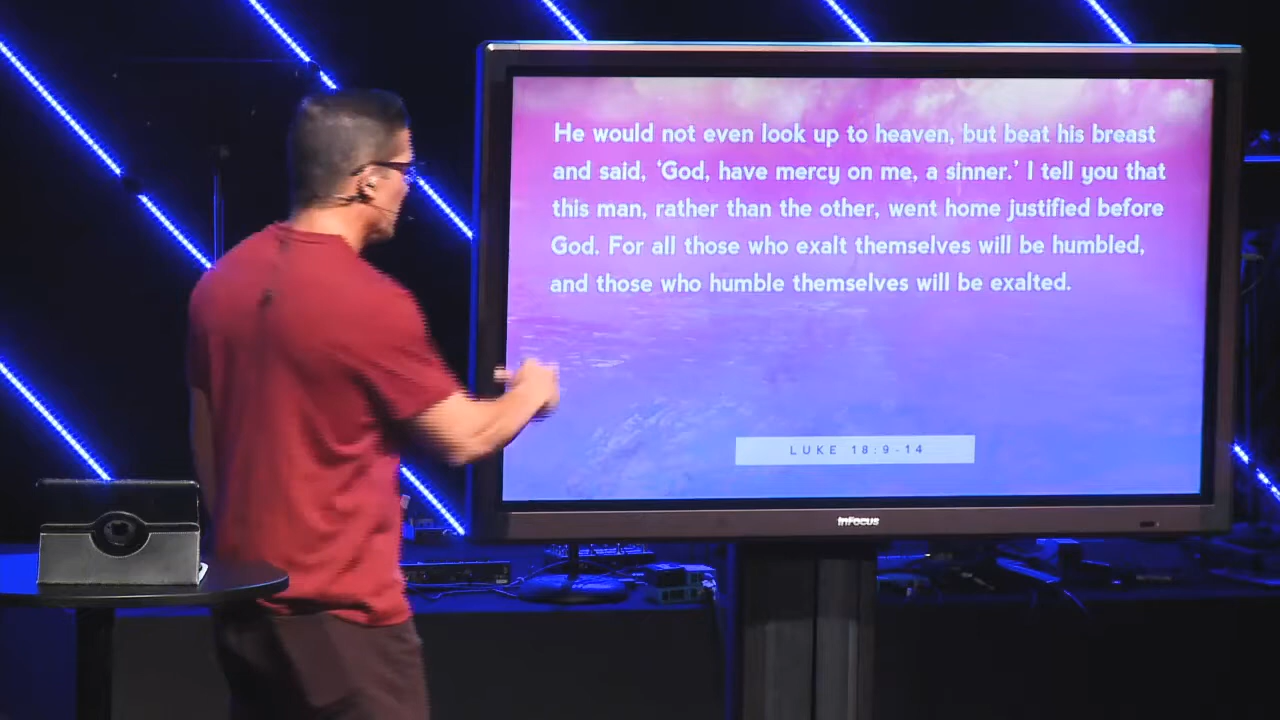 He would not even look up to heaven, but beat his breast
and said, ‘God, have mercy on me, a sinner.’ I tell you that
this man, rather than the other, went home justified before
God. For all those who exalt themselves will be humbled,
and those who humble themselves will be exalted.
LUKE 18:9-14
InFocus